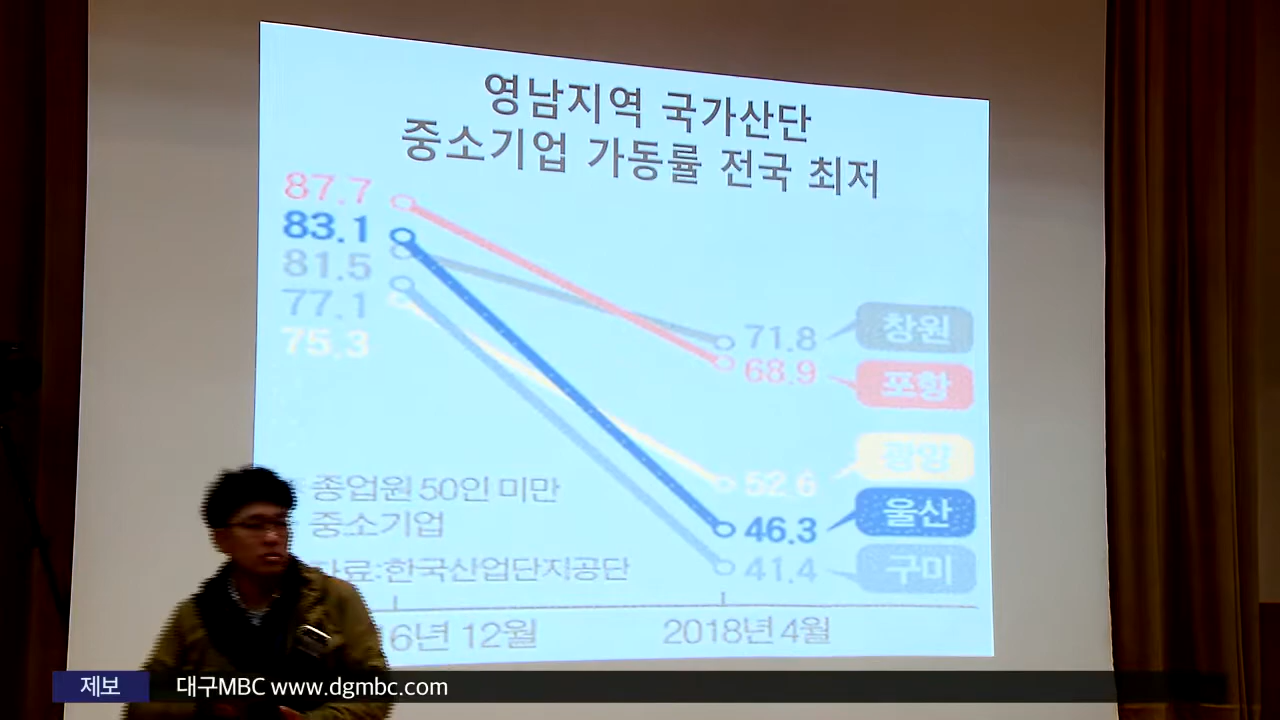 영남지역 국가산단
중소기업 가동률 전국 최저
87.7
83.1
81.5
77.1
75.3
71.8 창원
68.9 포항
52.6 광양
46.3 울산
41.4 구미
종업원 50인 미만
중소기업
자료:한국산업단지공단
6년 12월
2018년 4월
제보 대구MBC www.dgmbc.com